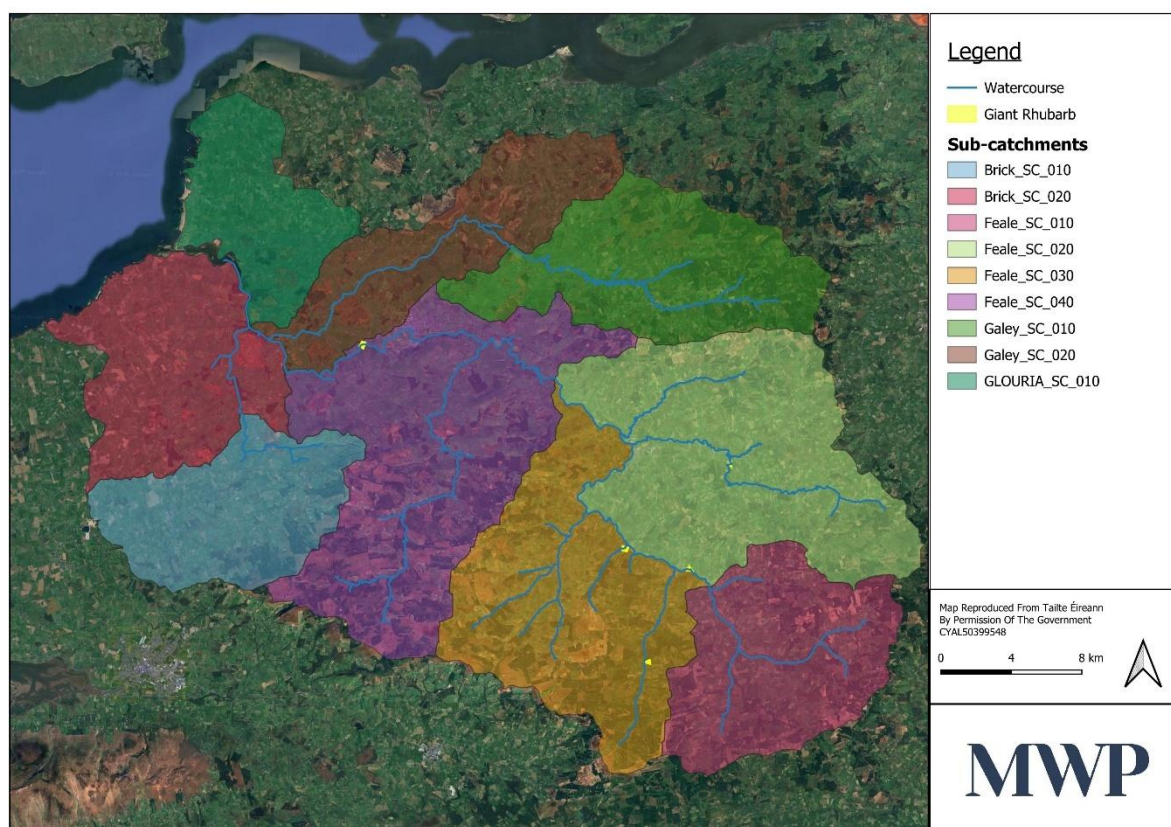 Legend
Watercourse
Giant Rhubarb
Sub-catchments
Brick_SC_010
Brick_SC_020
Feale_SC_010
Feale_SC_020
Feale_SC_030
Feale_SC_040
Galey_SC_010
Galey_SC_020
GLOURIA_SC_010
Map Reproduced From Tailte Éireann
By Permission Of The Government
CYAL50399548
0 4 8 km
MWP